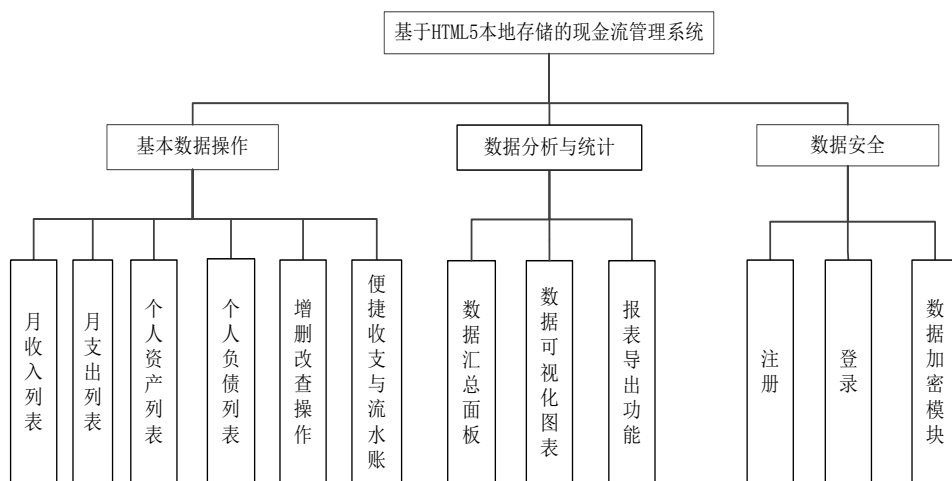 基于HTML5本地存储的现金流管理系统
基本数据操作
数据分析与统计
数据安全
月收入列表
月支出列表
个人资产列表
个人负债列表
增删改查操作
便捷收支与流水账
数据汇总面板
数据可视化图表
报表导出功能
注册
登录
数据加密模块